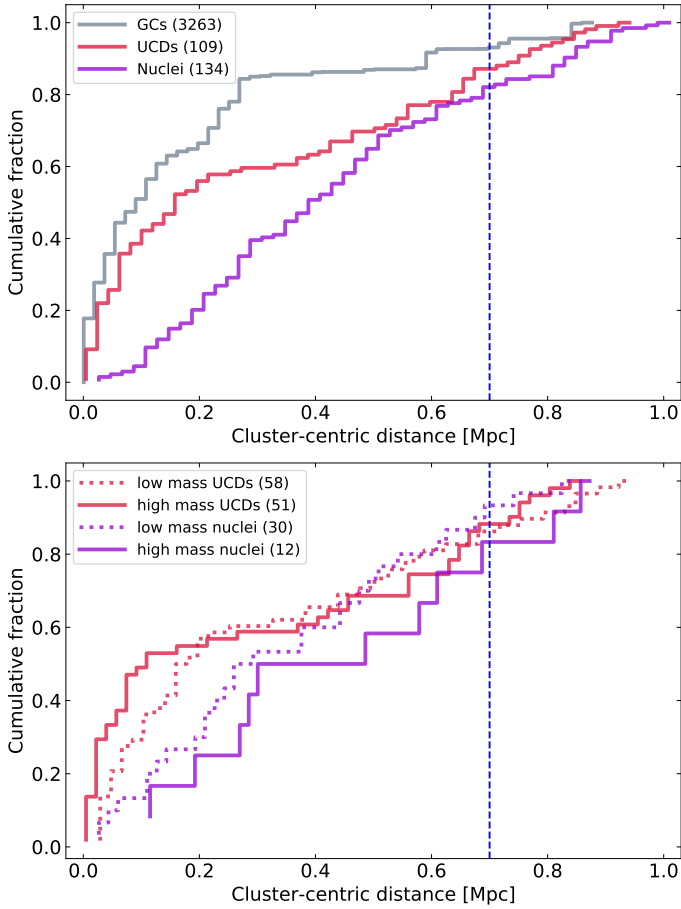 GCs (3263)
UCDs (109)
Nuclei (134)
Cumulative fraction
1.0
0.8
0.6
0.4
0.2
0.0
0.0 0.2 0.4 0.6 0.8 1.0
Cluster-centric distance [Mpc]
low mass UCDs (58)
high mass UCDs (51)
low mass nuclei (30)
high mass nuclei (12)
Cumulative fraction
1.0
0.8
0.6
0.4
0.2
0.0
0.0 0.2 0.4 0.6 0.8 1.0
Cluster-centric distance [Mpc]